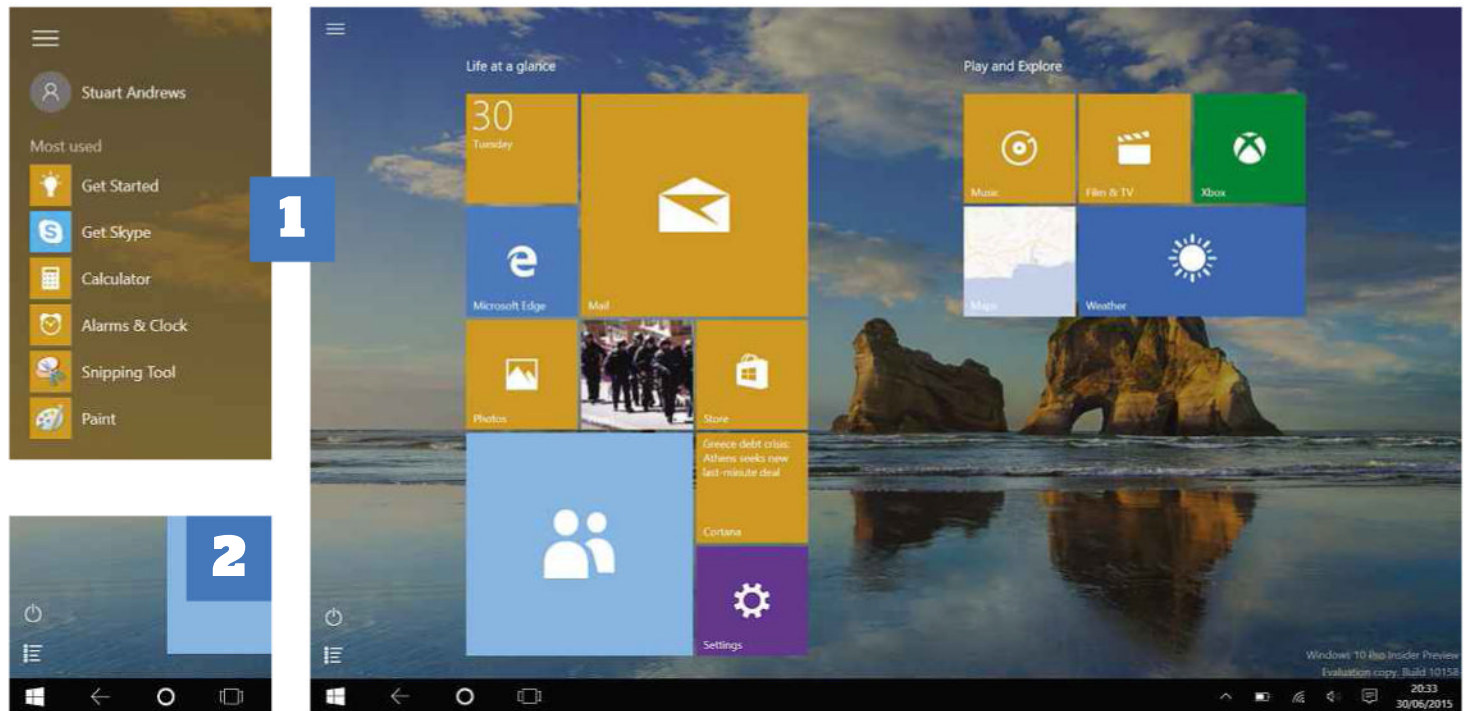 Stuart Andrews
Most used
Get Started
Get Skype
Calculator
Alarms & Clock
Snipping Tool
Paint
1
2
Life at a glance
30
Tuesday
Mail
Microsoft Edge
Photos
Store
Greece debt crisis:
Athens seeks new
last-minute deal
Cortana
Settings
Play and Explore
Music
Film & TV
Xbox
Maps
Weather
Windows 10 Pro Insider Preview
Evaluation copy. Build 10158
20:33
30/06/2015